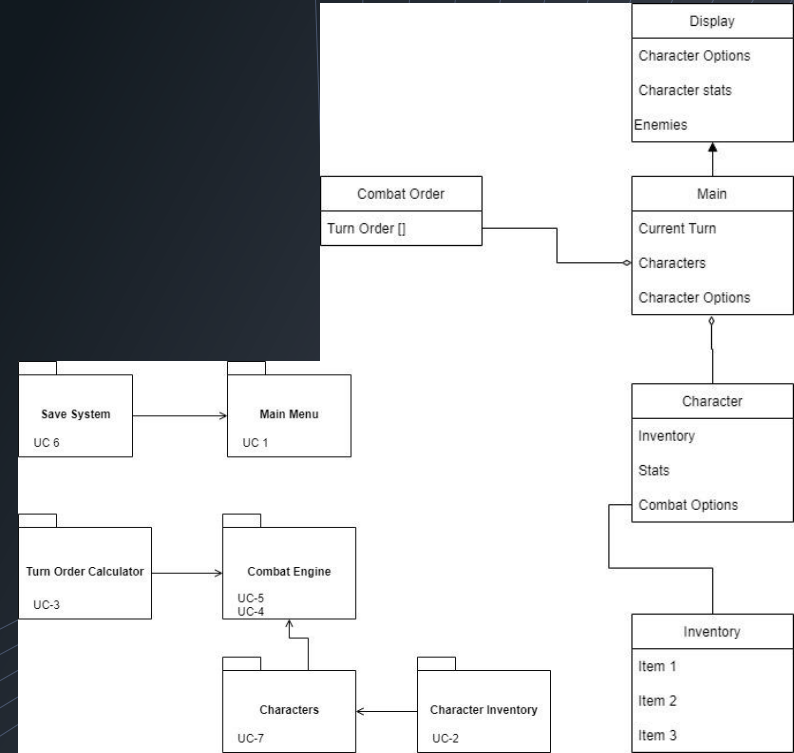 Display
Character Options
Character stats
Enemies
Combat Order
Turn Order []
Main
Current Turn
Characters
Character Options
Character
Inventory
Stats
Combat Options
Inventory
Item 1
Item 2
Item 3
Save System
UC 6
Main Menu
UC 1
Turn Order Calculator
UC-3
Combat Engine
UC-5
UC-4
Characters
UC-7
Character Inventory
UC-2